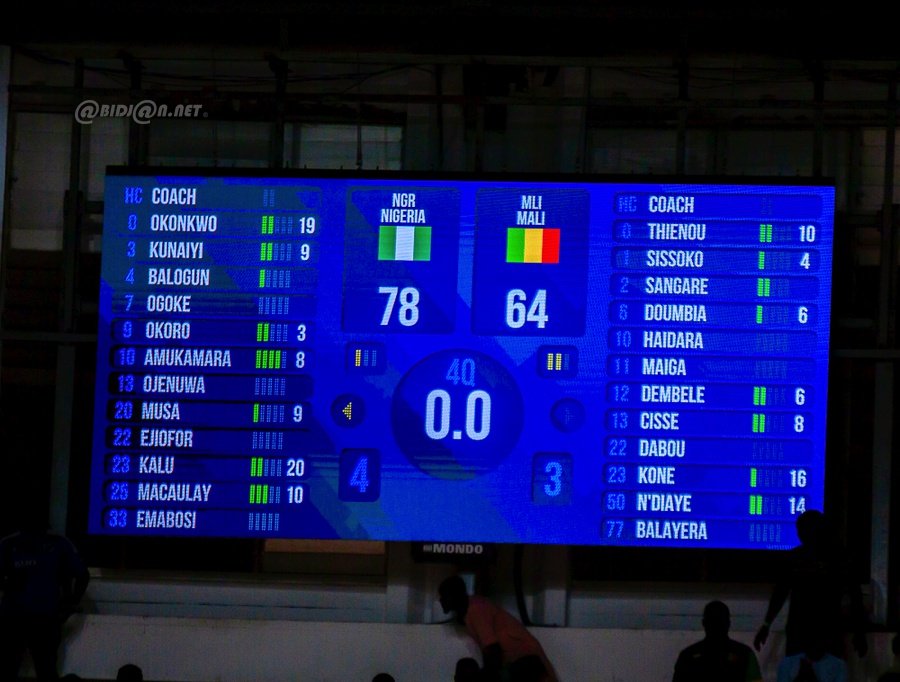 @BIDJ@N.NET
HC COACH
0 OKONKWO 19
3 KUNAIYI 9
4 BALOGUN
7 OGOKE
9 OKORO 3
10 AMUKAMARA 8
13 OJENUWA
20 MUSA 9
22 EJIOFOR
23 KALU 20
25 MACAULAY 10
33 EMABOSI
NGR
NIGERIA
78
MLI
MALI
64
4Q
0.0
4
3
HC COACH
0 THIENOU 10
1 SISSOKO 4
2 SANGARE
6 DOUMBIA 6
10 HAIDARA
11 MAIGA
12 DEMBELE 6
13 CISSE 8
22 DABOU
23 KONE 16
50 N'DIAYE 14
77 BALAYERA
MONDO